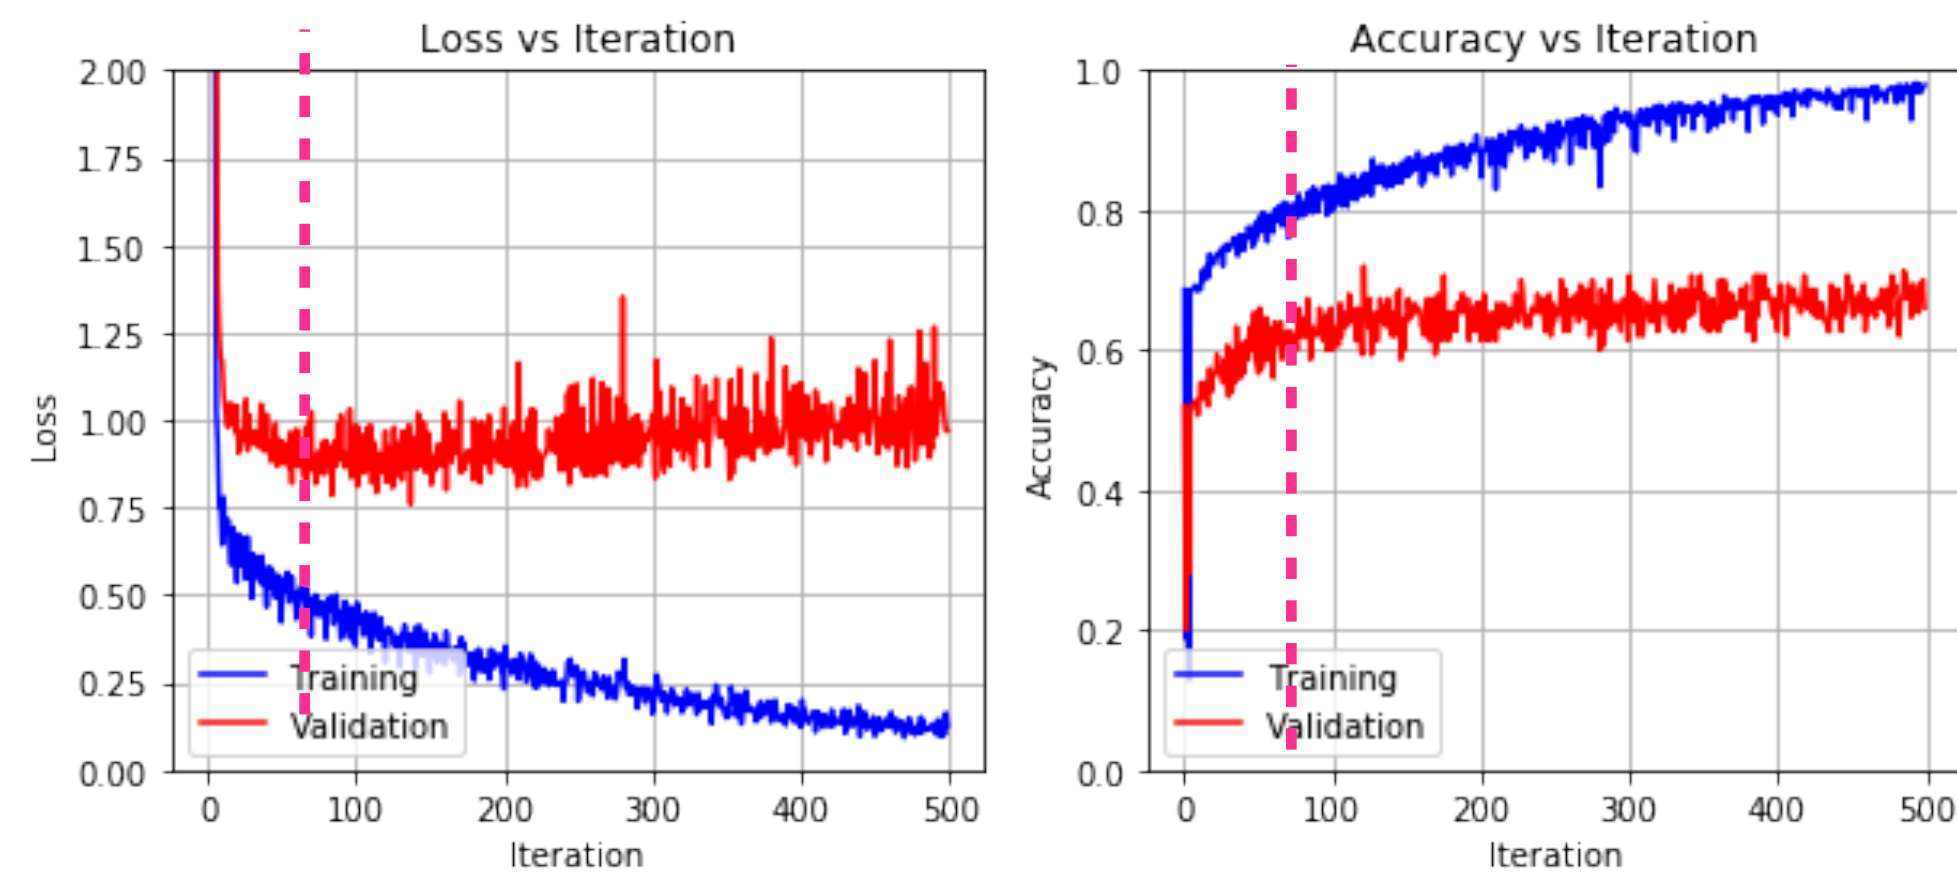 Loss vs Iteration
2.00
1.75
1.50
1.25
1.00
0.75
0.50
0.25
0.00
Loss
Training
Validation
0 100 200 300 400 500
Iteration
Accuracy vs Iteration
1.0
0.8
0.6
0.4
0.2
0.0
Accuracy
Training
Validation
0 100 200 300 400 500
Iteration